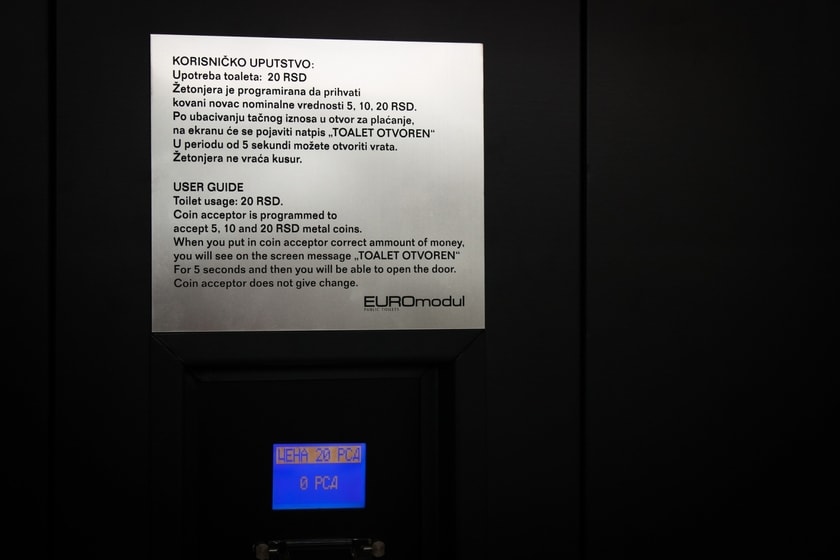 KORISNIČKO UPUTSTVO:
Upotreba toaleta: 20 RSD
Žetonjera je programirana da prihvati
kovani novac nominalne vrednosti 5, 10, 20 RSD.
Po ubacivanju tačnog iznosa u otvor za plaćanje,
na ekranu će se pojaviti natpis „TOALET OTVOREN“
U periodu od 5 sekundi možete otvoriti vrata.
Žetonjera ne vraća kusur.
USER GUIDE
Toilet usage: 20 RSD.
Coin acceptor is programmed to
accept 5, 10 and 20 RSD metal coins.
When you put in coin acceptor correct ammount of money,
you will see on the screen message „TOALET OTVOREN“
For 5 seconds and then you will be able to open the door.
Coin acceptor does not give change.
EUROmodul
PUBLIC TOILETS
ЦЕНА 20 РСД
0 РСД